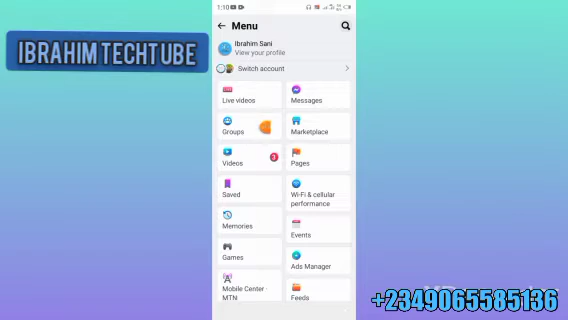 1:10
IBRAHIM TECHTUBE
Menu
Ibrahim Sani
View your profile
Switch account
Live videos
Messages
Groups
Marketplace
Videos
3
Pages
Saved
Wi-Fi & cellular
performance
Memories
Events
Games
Ads Manager
Mobile Center ·
MTN
Feeds
+2349065585136